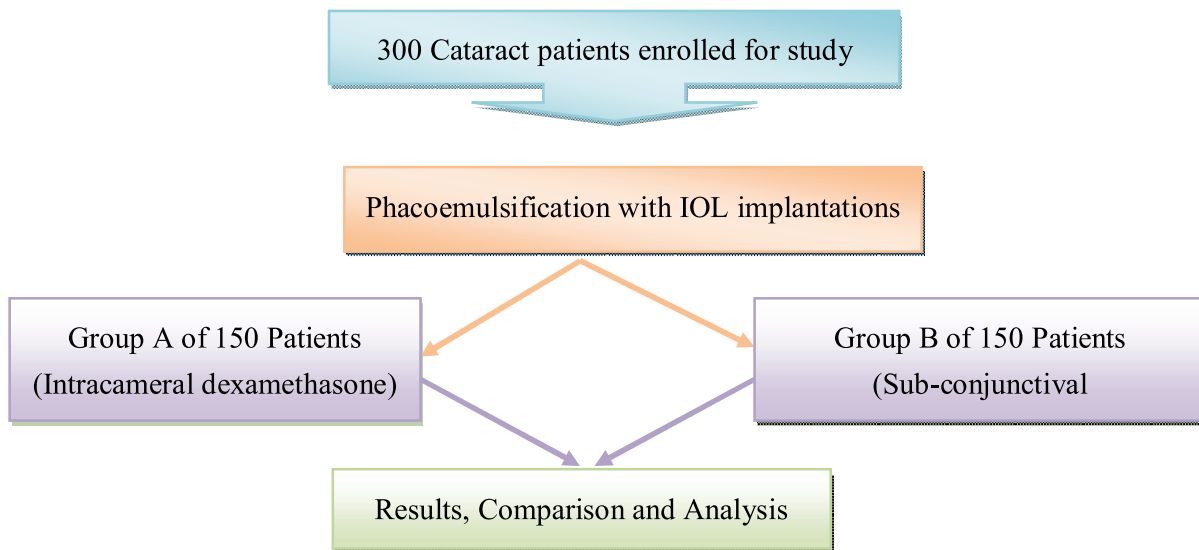 300 Cataract patients enrolled for study
Phacoemulsification with IOL implantations
Group A of 150 Patients
(Intracameral dexamethasone)
Group B of 150 Patients
(Sub-conjunctival
Results, Comparison and Analysis